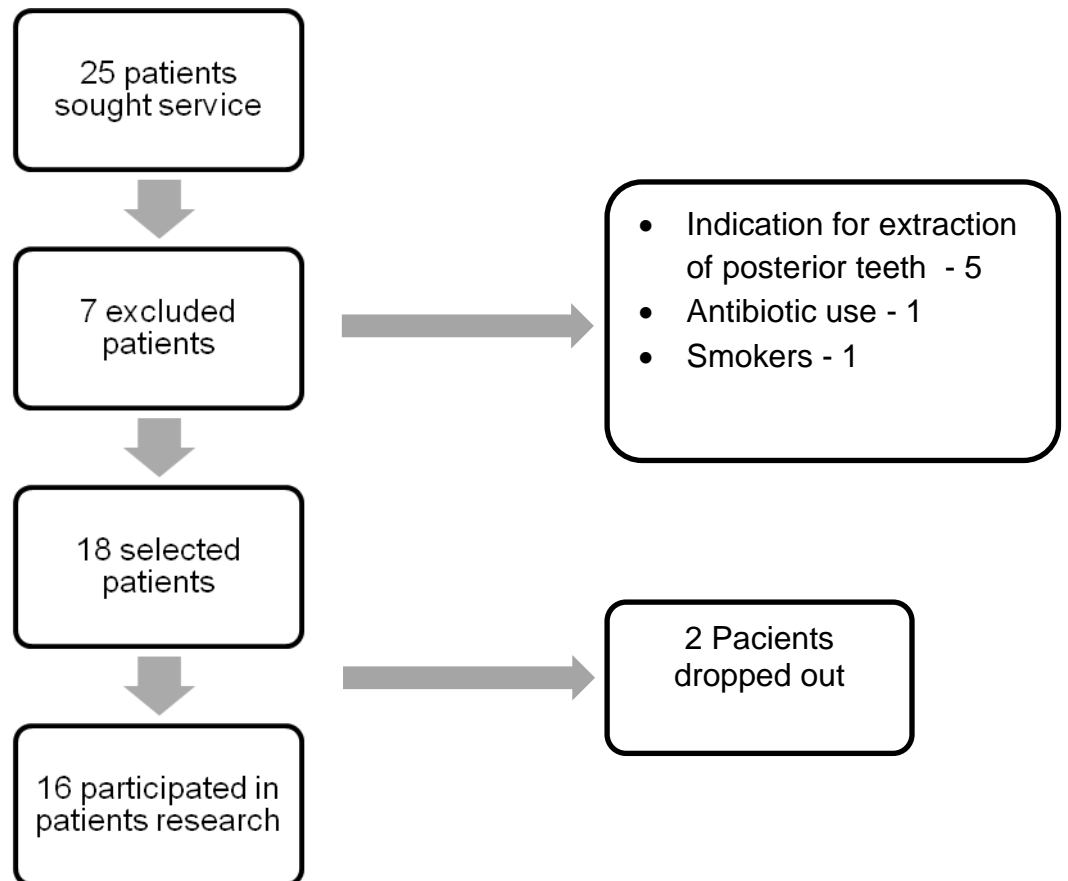 25 patients
sought service
7 excluded
patients
• Indication for extraction
of posterior teeth - 5
• Antibiotic use - 1
• Smokers - 1
18 selected
patients
2 Pacients
dropped out
16 participated in
patients research